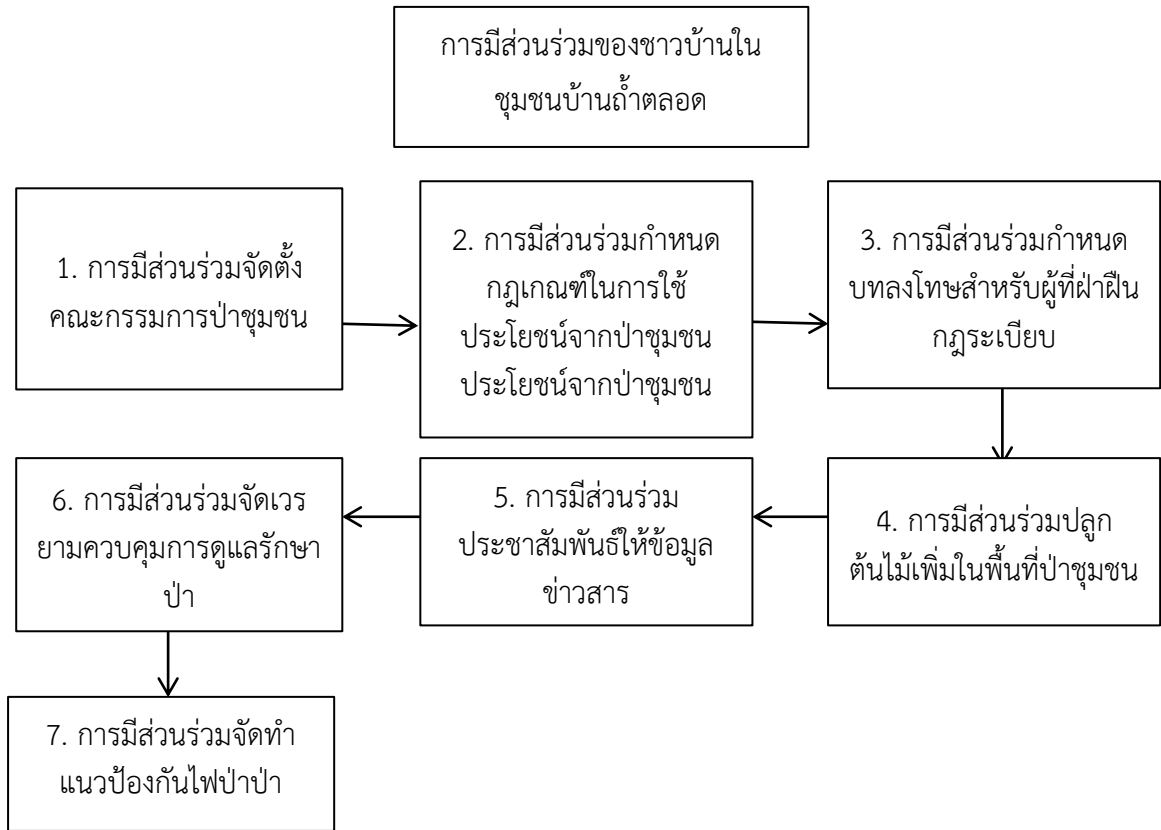 การมีส่วนร่วมของชาวบ้านใน
ชุมชนบ้านถ้ำตลอด
1. การมีส่วนร่วมจัดตั้ง
คณะกรรมการป่าชุมชน
2. การมีส่วนร่วมกำหนด
กฎเกณฑ์ในการใช้
ประโยชน์จากป่าชุมชน
ประโยชน์จากป่าชุมชน
3. การมีส่วนร่วมกำหนด
บทลงโทษสำหรับผู้ที่ฝ่าฝืน
กฎระเบียบ
4. การมีส่วนร่วมปลูก
ต้นไม้เพิ่มในพื้นที่ป่าชุมชน
5. การมีส่วนร่วม
ประชาสัมพันธ์ให้ข้อมูล
ข่าวสาร
6. การมีส่วนร่วมจัดเวร
ยามควบคุมการดูแลรักษา
ป่า
7. การมีส่วนร่วมจัดทำ
แนวป้องกันไฟป่าป่า